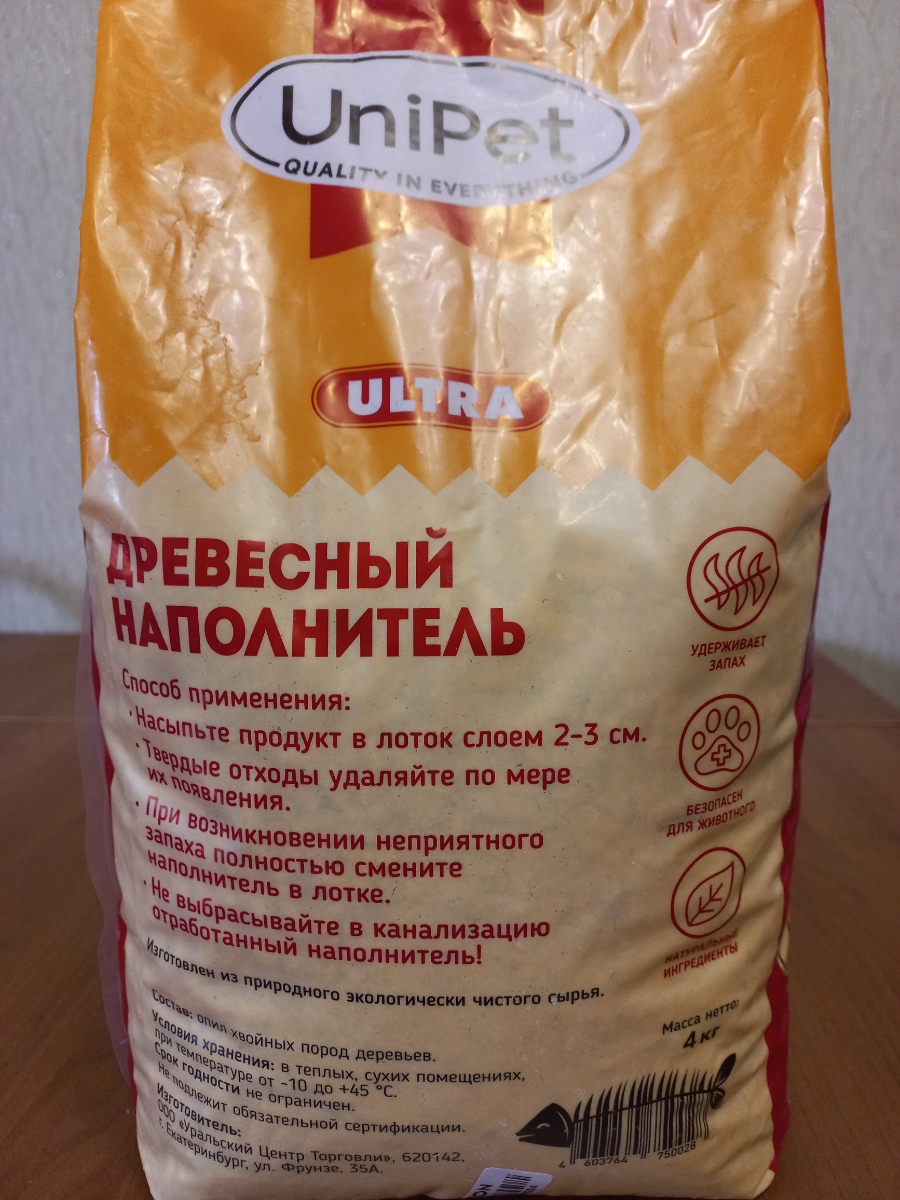 UniPet
QUALITY IN EVERYTHING
ULTRA
ДРЕВЕСНЫЙ
НАПОЛНИТЕЛЬ
Способ применения:
· Насыпьте продукт в лоток слоем 2-3 см.
· Твердые отходы удаляйте по мере
их появления.
· При возникновении неприятного
запаха полностью смените
наполнитель в лотке.
· Не выбрасывайте в канализацию
отработанный наполнитель!
Изготовлен из природного экологически чистого сырья.
Состав: опил хвойных пород деревьев.
Условия хранения: в теплых, сухих помещениях,
при температуре от -10 до +45 °C.
Срок годности не ограничен.
Не подлежит обязательной сертификации.
Изготовитель:
ООО «Уральский Центр Торговли», 620142,
г. Екатеринбург, ул. Фрунзе, 35А.
УДЕРЖИВАЕТ
ЗАПАХ
БЕЗОПАСЕН
ДЛЯ ЖИВОТНОГО
НАТУРАЛЬНЫЕ
ИНГРЕДИЕНТЫ
Масса нетто:
4 кг
4 603764 750028